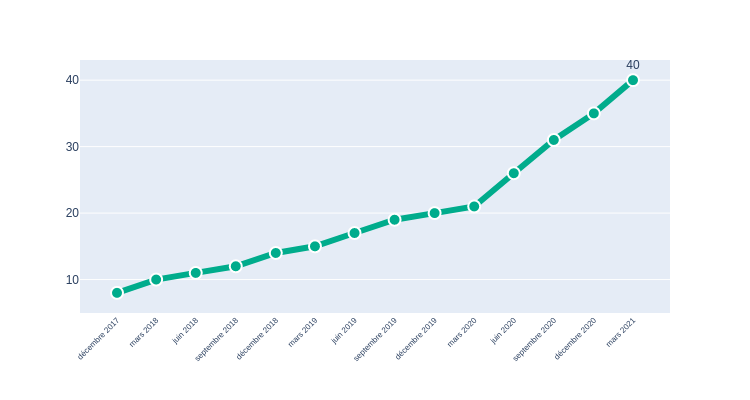 40
40
30
20
10
décembre 2017
mars 2018
juin 2018
septembre 2018
décembre 2018
mars 2019
juin 2019
septembre 2019
décembre 2019
mars 2020
juin 2020
septembre 2020
décembre 2020
mars 2021